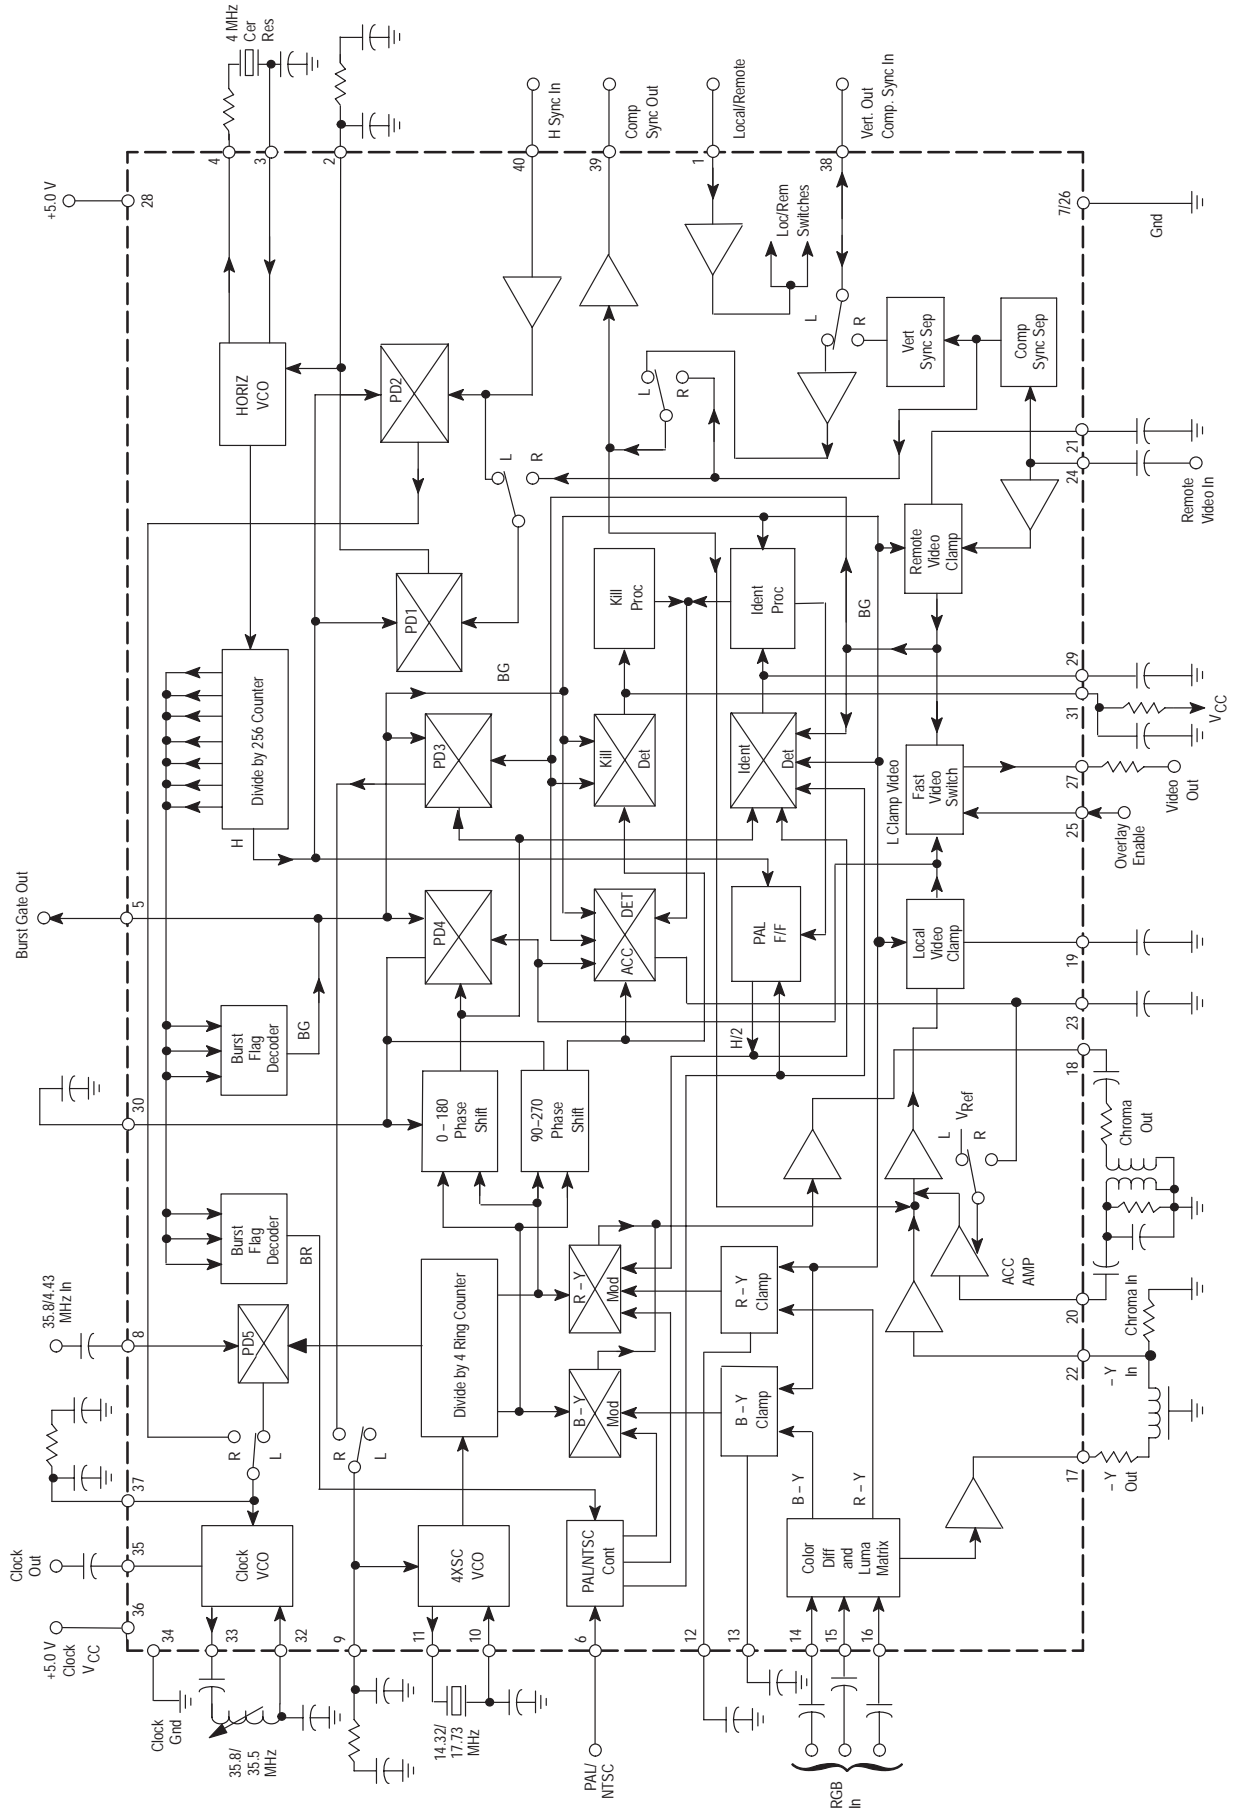 +5.0 V
Clock
VCC
36
Clock
Out
35
37
35.8/4.43
MHz In
8
30
Burst Gate Out
5
+5.0 V
28
4 MHz
Cer
Res
4
3
2
Clock
Gnd
34
33
32
35.8/
35.5
MHz
9
11
10
14.32/
17.73
MHz
PAL/
NTSC
6
12
13
14
15
16
RGB
In
Clock
VCO
R
L
PD5
Burst
Flag
Decoder
BR
Burst
Flag
Decoder
BG
H
Divide by 256 Counter
HORIZ
VCO
R
L
4XSC
VCO
Divide by 4 Ring Counter
0 – 180
Phase
Shift
90–270
Phase
Shift
PD4
PD3
BG
PD1
PD2
L
R
40
H Sync In
39
Comp
Sync Out
1
Local/Remote
38
Vert. Out
Comp. Sync In
Loc/Rem
Switches
PAL/NTSC
Cont
B – Y
Mod
R – Y
Mod
ACC
DET
Kill
Det
Kill
Proc
L
R
H/2
PAL
F/F
Ident
Det
Ident
Proc
L
R
B – Y
Clamp
R – Y
Clamp
Color
Diff
and
Luma
Matrix
B – Y
R – Y
ACC
AMP
L
VRef
R
Local
Video
Clamp
L Clamp Video
Fast
Video
Switch
BG
Remote
Video
Clamp
Vert
Sync Sep
Comp
Sync Sep
17
– Y
Out
22
– Y
In
20
Chroma In
18
Chroma
Out
23
19
25
Overlay
Enable
27
Video
Out
31
VCC
29
24
Remote
Video In
21
7/26
Gnd